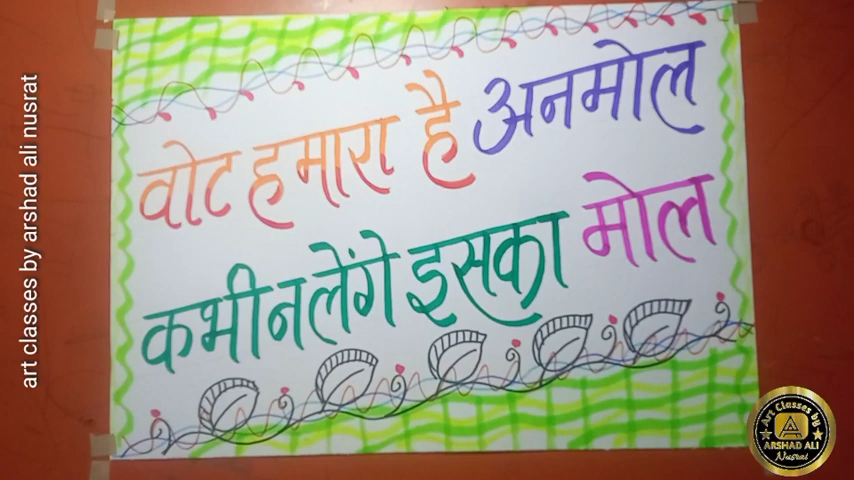 वोट हमारा है अनमोल
कभी न लेंगे इसका मोल
art classes by arshad ali nusrat
Art Classes by
ARSHAD ALI
Nusrat